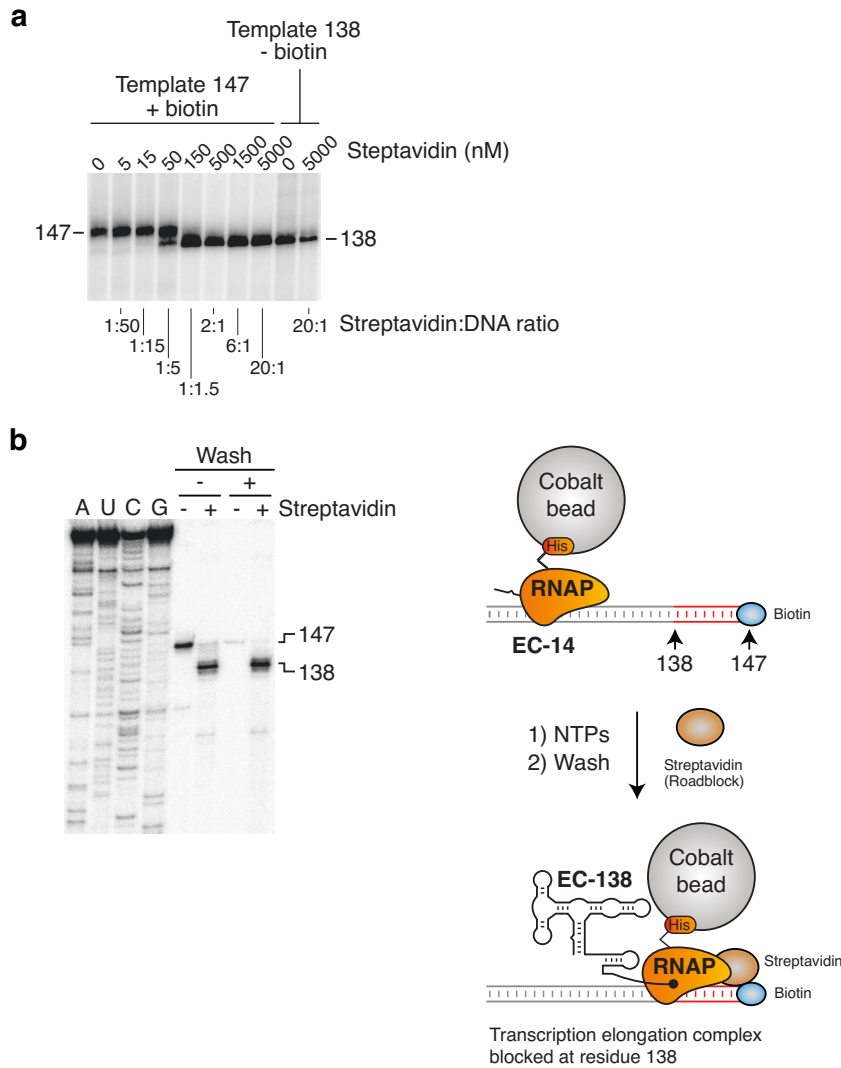 a
Template 138
- biotin
Template 147
+ biotin
0 5 15 50 150 500 1500 5000 0 5000 Steptavidin (nM)
147
138
1:50 2:1 20:1 Streptavidin:DNA ratio
1:15 6:1
1:5 20:1
1:1.5
b
Wash
- +
A U C G - + - + Streptavidin
147
138
Cobalt
bead
His
RNAP
Biotin
EC-14
138 147
1) NTPs
2) Wash
Streptavidin
(Roadblock)
Cobalt
bead
EC-138
His
RNAP
Streptavidin
Biotin
Transcription elongation complex
blocked at residue 138